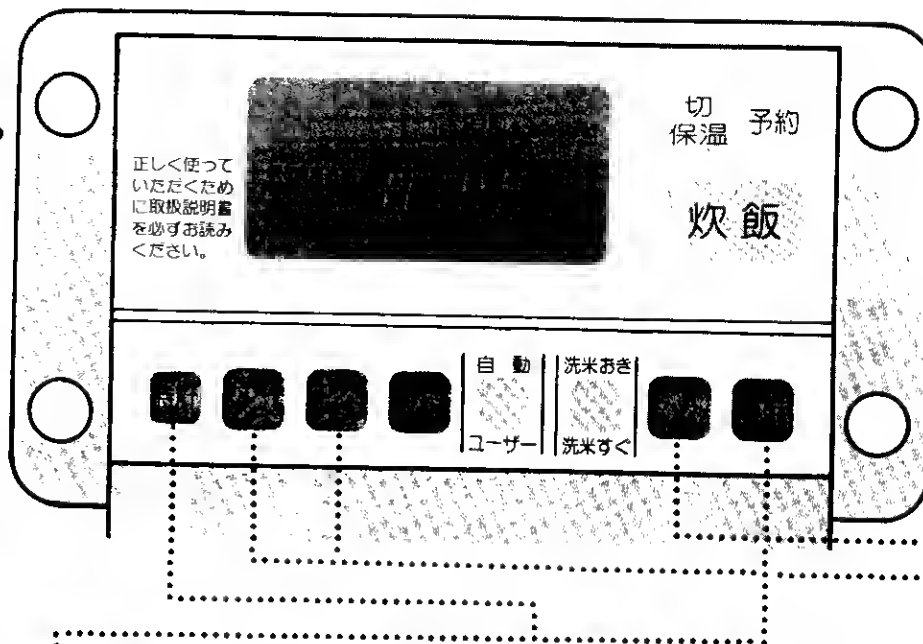 正しく使って
いただくため
に取扱説明書
を必ずお読み
ください。
切
保温
予約
炊飯
自動
ユーザー
洗米おき
洗米すぐ